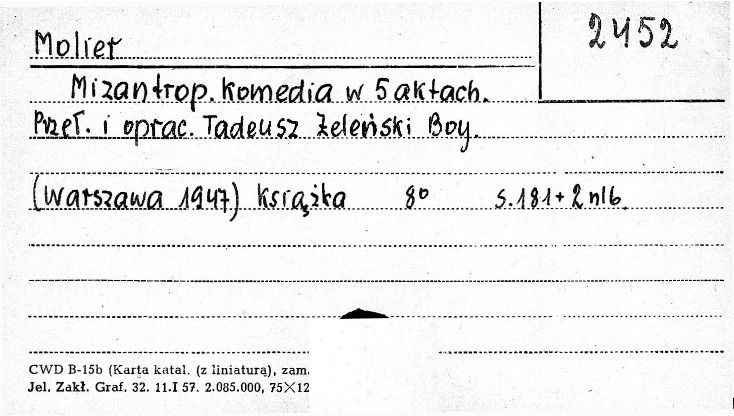 2452
Molier
Mizantrop. Komedia w 5 aktach.
Przeł. i oprac. Tadeusz Żeleński Boy.
(Warszawa 1947) Książka 8° s. 181 + 2 nlb.
CWD B-15b (Karta katal. (z liniaturą), zam.
Jel. Zakł. Graf. 32. 11.I 57. 2.085.000, 75×12